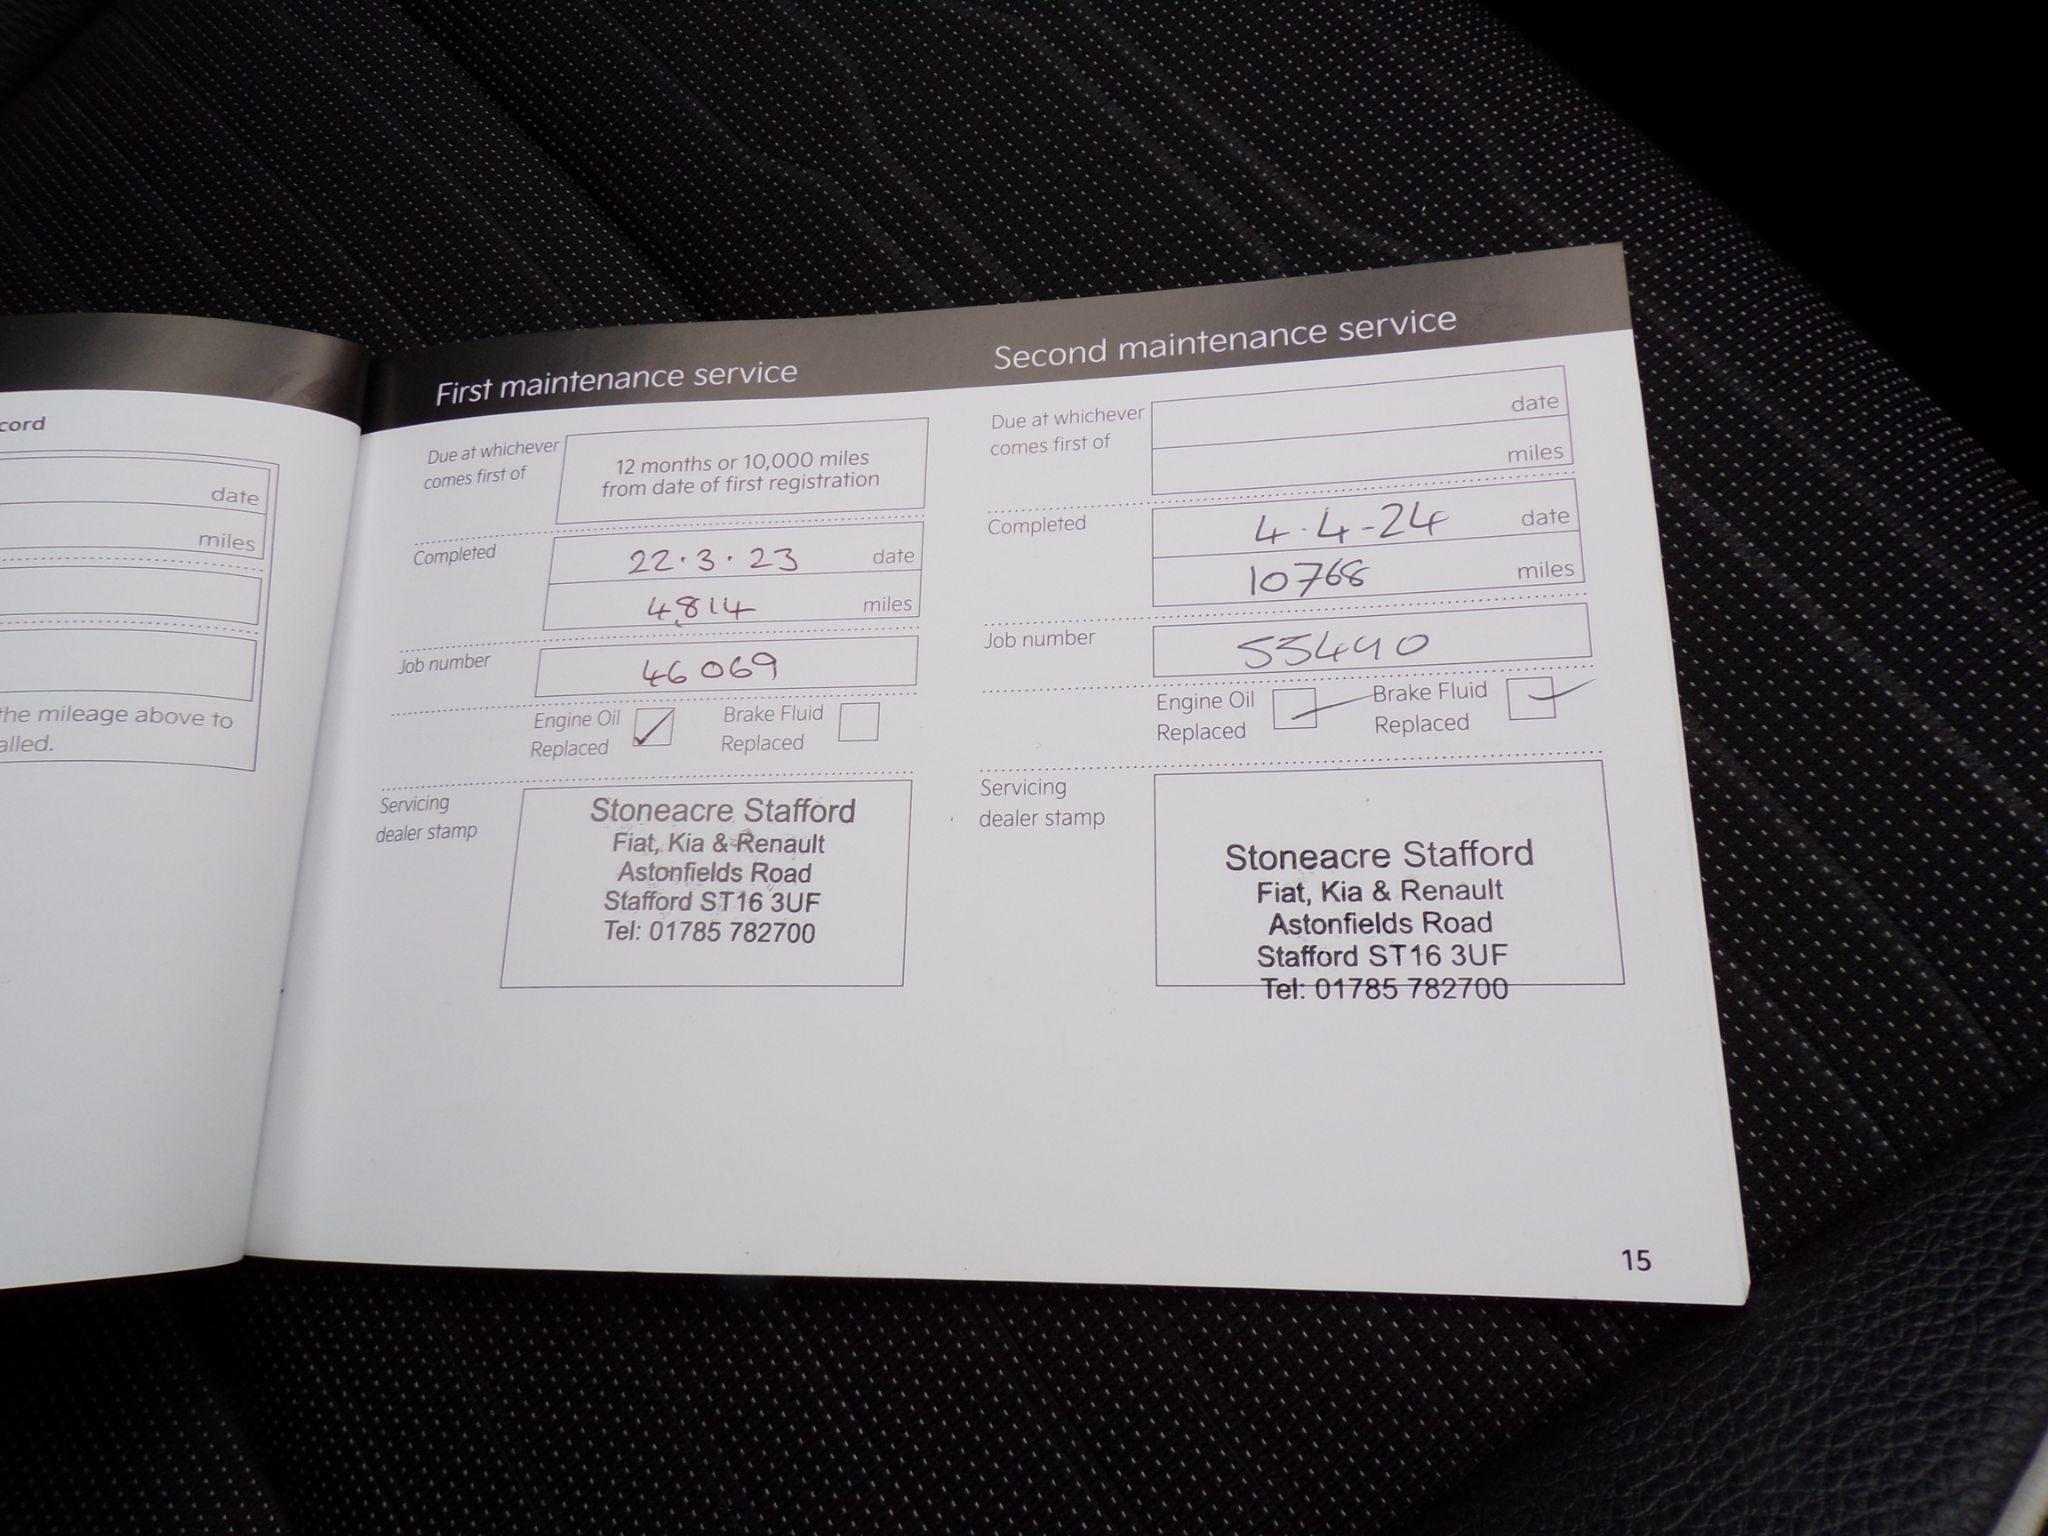 cord
date
miles
the mileage above to
alled.
First maintenance service
Due at whichever
comes first of
12 months or 10,000 miles
from date of first registration
Completed
22.3.23 date
4,814 miles
Job number
46069
Engine Oil
Replaced
Brake Fluid
Replaced
Servicing
dealer stamp
Stoneacre Stafford
Fiat, Kia & Renault
Astonfields Road
Stafford ST16 3UF
Tel: 01785 782700
Second maintenance service
Due at whichever
comes first of
date
miles
Completed
4.4-24 date
10768 miles
Job number
55490
Engine Oil
Replaced
Brake Fluid
Replaced
Servicing
dealer stamp
Stoneacre Stafford
Fiat, Kia & Renault
Astonfields Road
Stafford ST16 3UF
Tel: 01785 782700
15